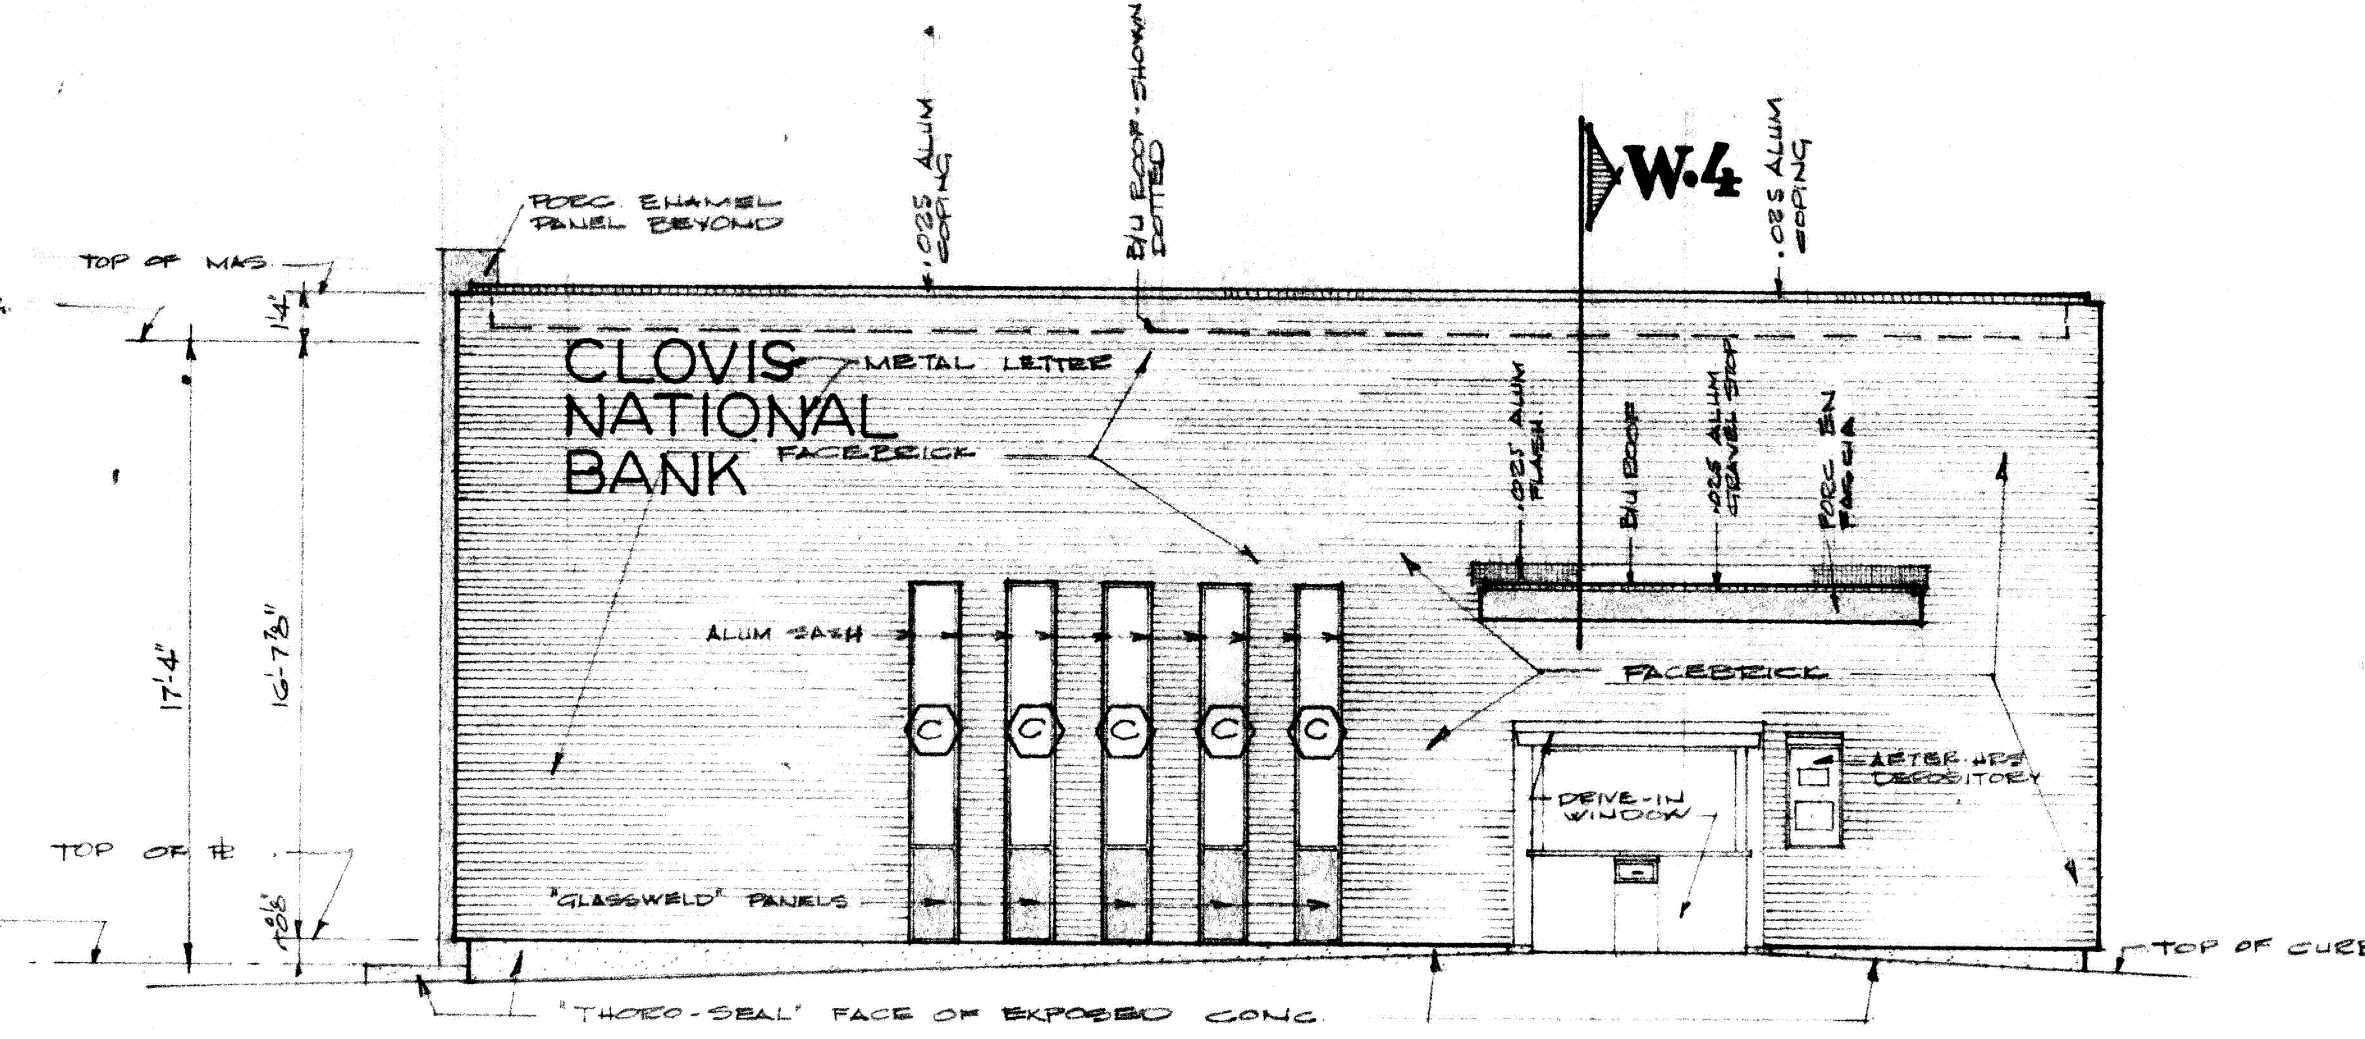 .025 ALUM
COPING
B/U ROOF-SHOWN
DOTTED
W.4
.025 ALUM
COPING
PORC. ENAMEL
PANEL BEYOND
TOP OF MAS.
1'-4"
CLOVIS
NATIONAL
BANK
METAL LETTER
FACEBRICK
.025 ALUM
FLASH.
B/U ROOF
.025 ALUM
GRAVEL STOP
PORC EN
FASCIA
17'-4"
16'-7⅞"
ALUM SASH
FACEBRICK
C C C C C
AFTER HRS
DEPOSITORY
DRIVE-IN
WINDOW
TOP OF PL
"GLASSWELD" PANELS
TOP OF CURB
"THORO-SEAL" FACE OF EXPOSED CONC.